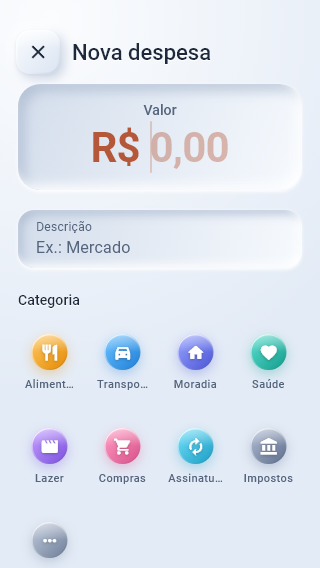 Nova despesa
Valor
R$ 0,00
Descrição
Ex.: Mercado
Categoria
Aliment… Transpo… Moradia Saúde
Lazer Compras Assinatu… Impostos